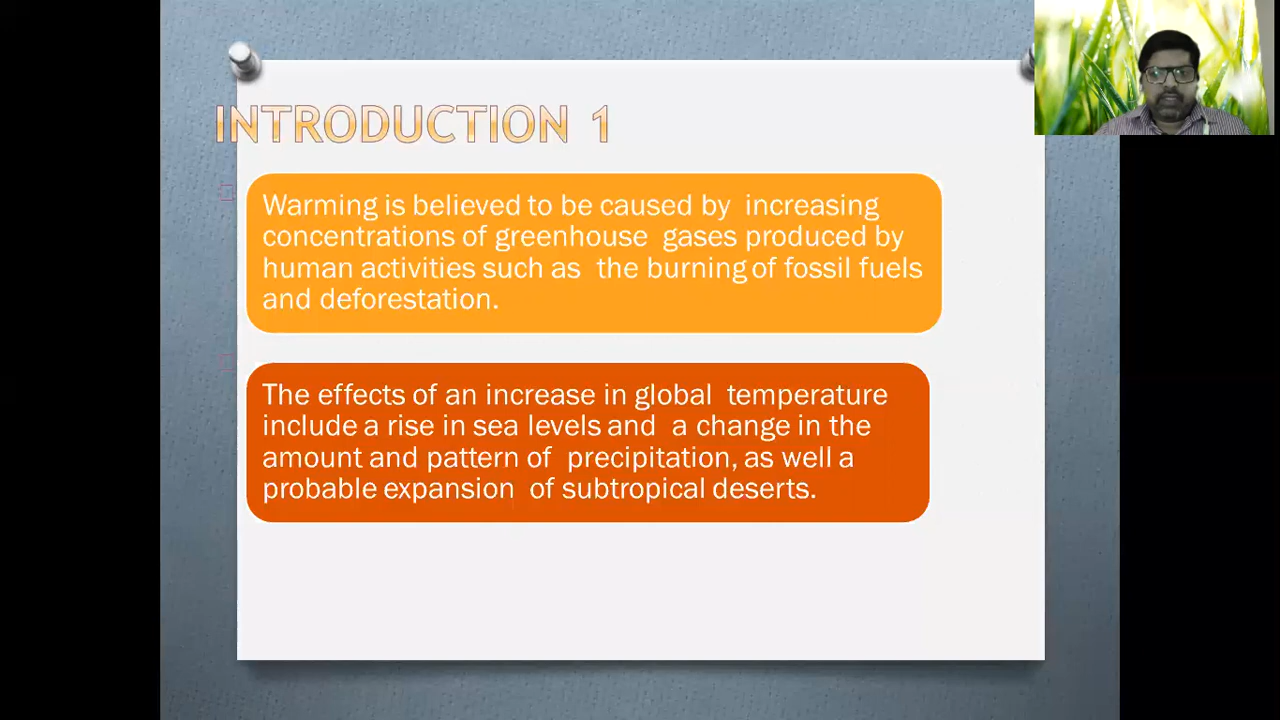 INTRODUCTION 1
Warming is believed to be caused by increasing
concentrations of greenhouse gases produced by
human activities such as the burning of fossil fuels
and deforestation.
The effects of an increase in global temperature
include a rise in sea levels and a change in the
amount and pattern of precipitation, as well a
probable expansion of subtropical deserts.